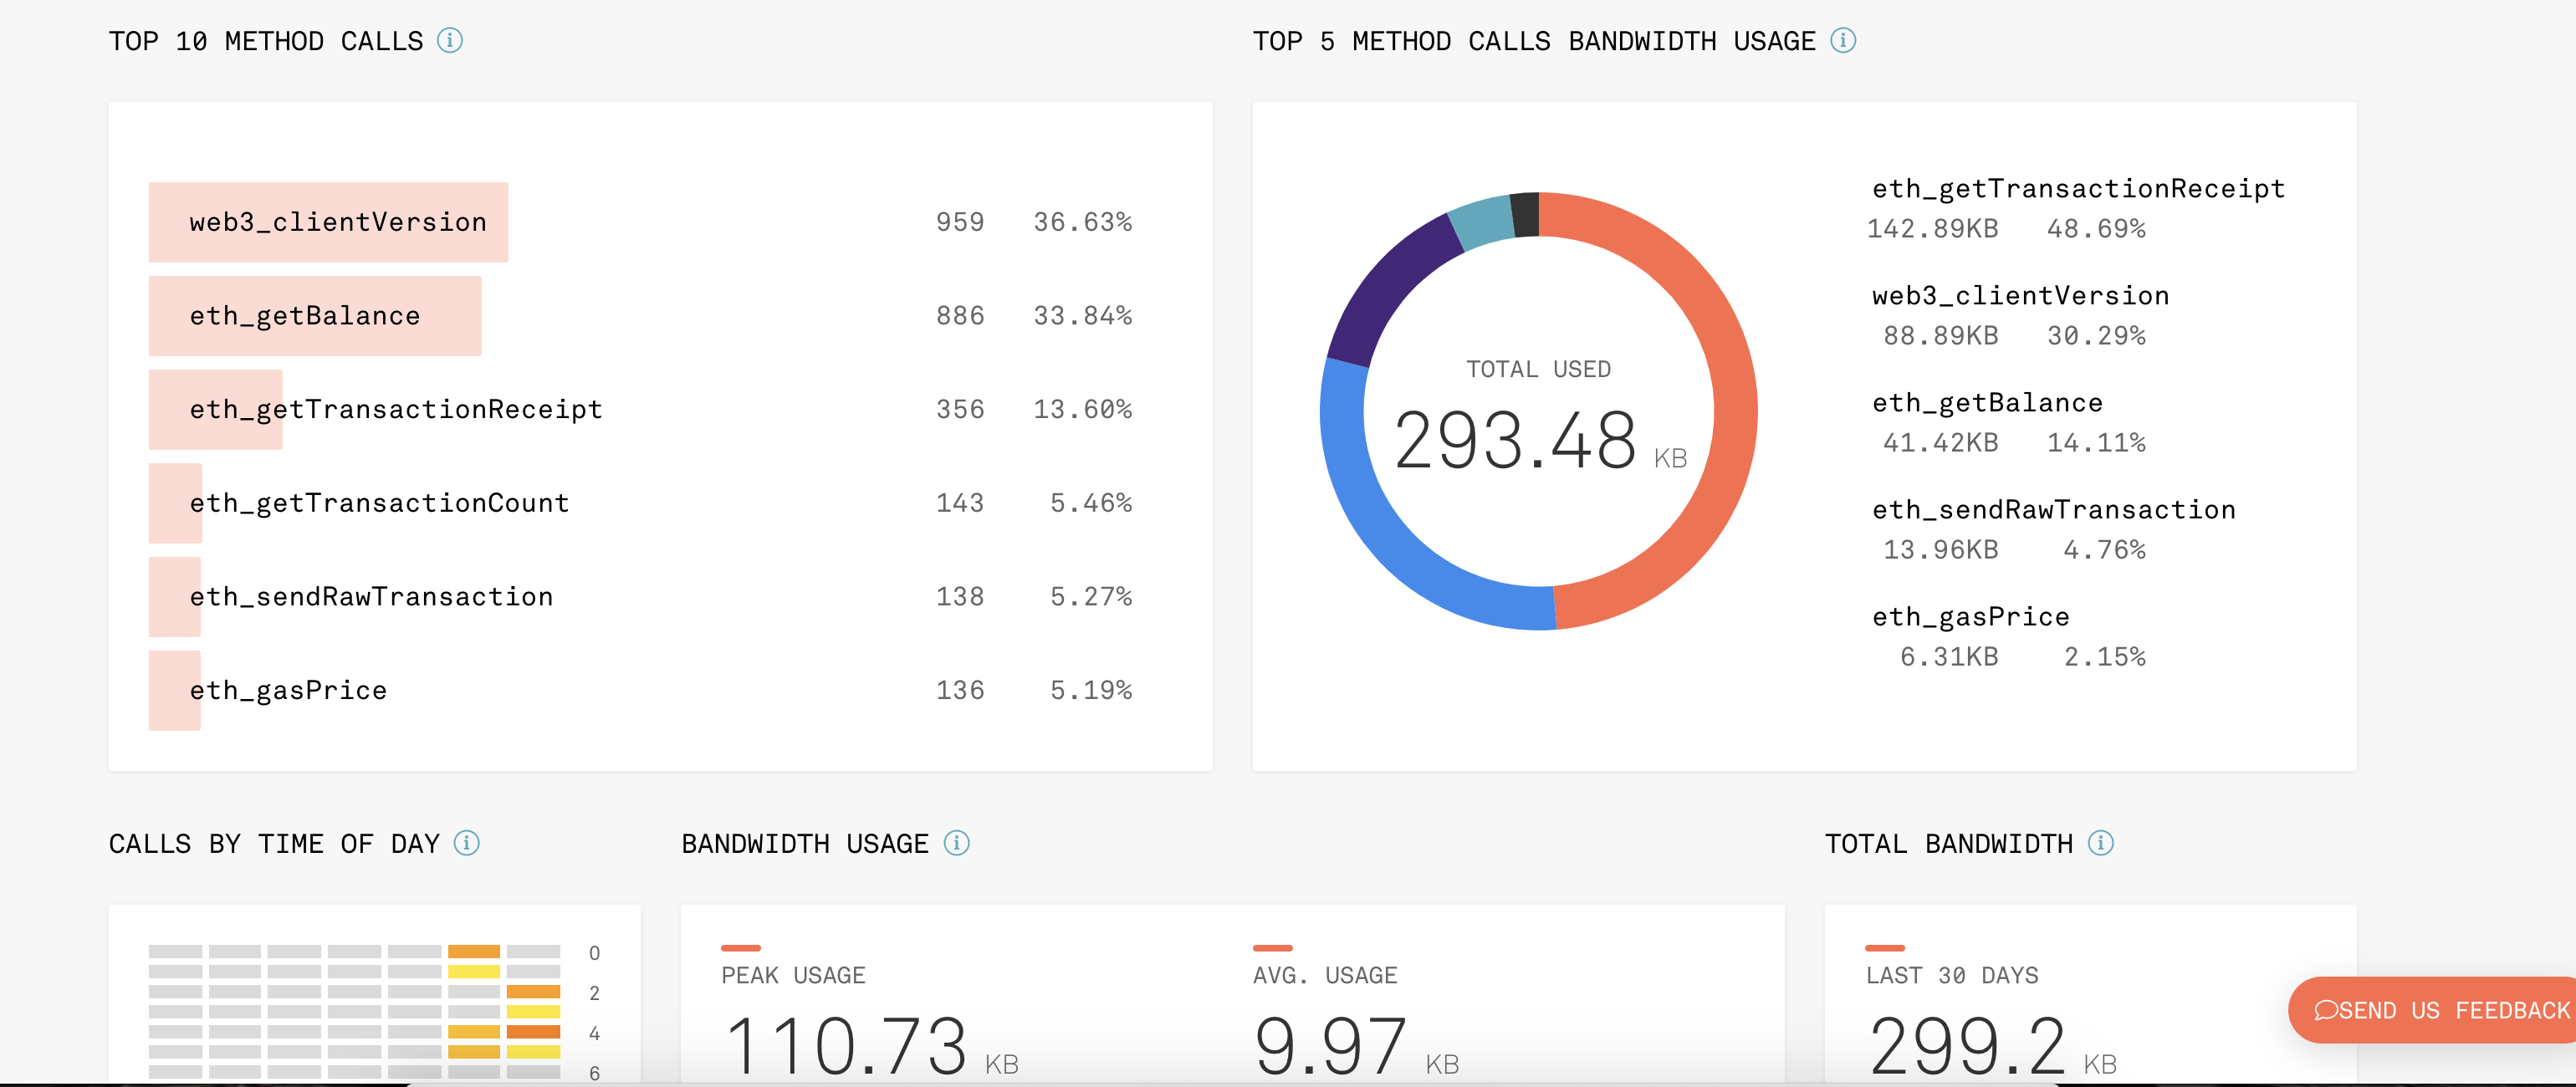 TOP 10 METHOD CALLS
web3_clientVersion 959 36.63%
eth_getBalance 886 33.84%
eth_getTransactionReceipt 356 13.60%
eth_getTransactionCount 143 5.46%
eth_sendRawTransaction 138 5.27%
eth_gasPrice 136 5.19%
TOP 5 METHOD CALLS BANDWIDTH USAGE
TOTAL USED
293.48 KB
eth_getTransactionReceipt
142.89KB 48.69%
web3_clientVersion
88.89KB 30.29%
eth_getBalance
41.42KB 14.11%
eth_sendRawTransaction
13.96KB 4.76%
eth_gasPrice
6.31KB 2.15%
CALLS BY TIME OF DAY
0
2
4
6
BANDWIDTH USAGE
PEAK USAGE
110.73 KB
AVG. USAGE
9.97 KB
TOTAL BANDWIDTH
LAST 30 DAYS
299.2 KB
SEND US FEEDBACK